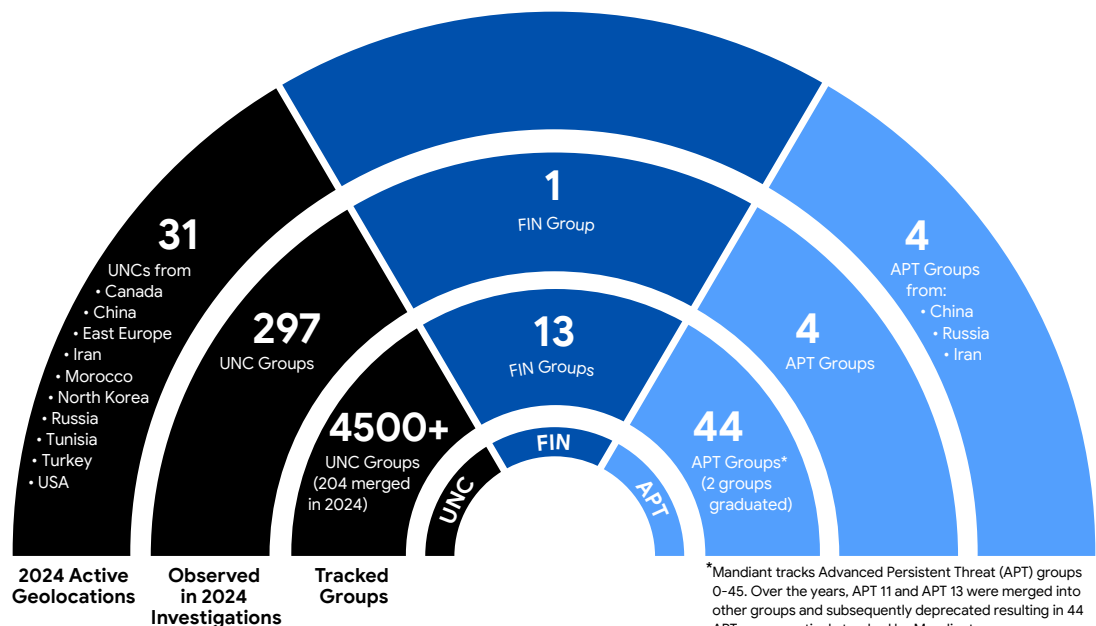 1
FIN Group
31
UNCs from
• Canada
• China
• East Europe
• Iran
• Morocco
• North Korea
• Russia
• Tunisia
• Turkey
• USA
297
UNC Groups
13
FIN Groups
4
APT Groups
4
APT Groups
from:
• China
• Russia
• Iran
4500+
UNC Groups
(204 merged
in 2024)
44
APT Groups*
(2 groups
graduated)
UNC
FIN
APT
2024 Active
Geolocations
Observed
in 2024
Investigations
Tracked
Groups
*Mandiant tracks Advanced Persistent Threat (APT) groups
0-45. Over the years, APT 11 and APT 13 were merged into
other groups and subsequently deprecated resulting in 44